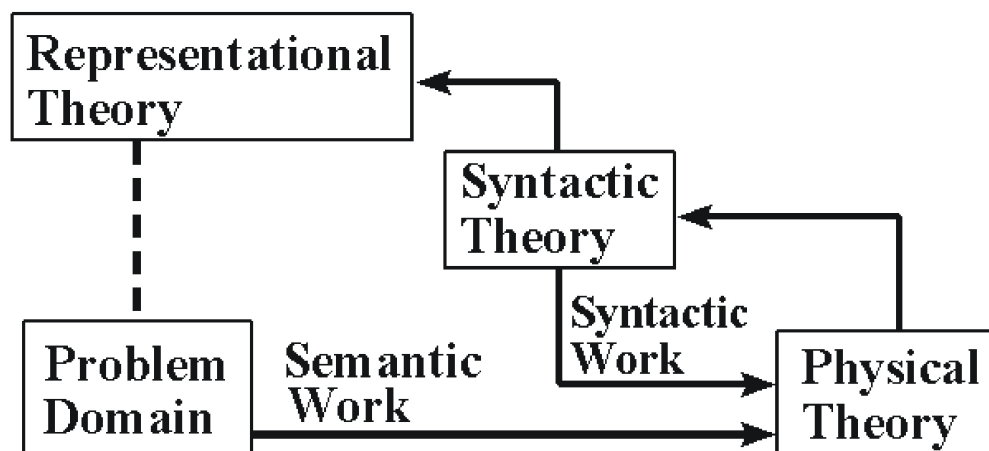 Representational
Theory
Syntactic
Theory
Syntactic
Work
Problem
Domain
Semantic
Work
Physical
Theory